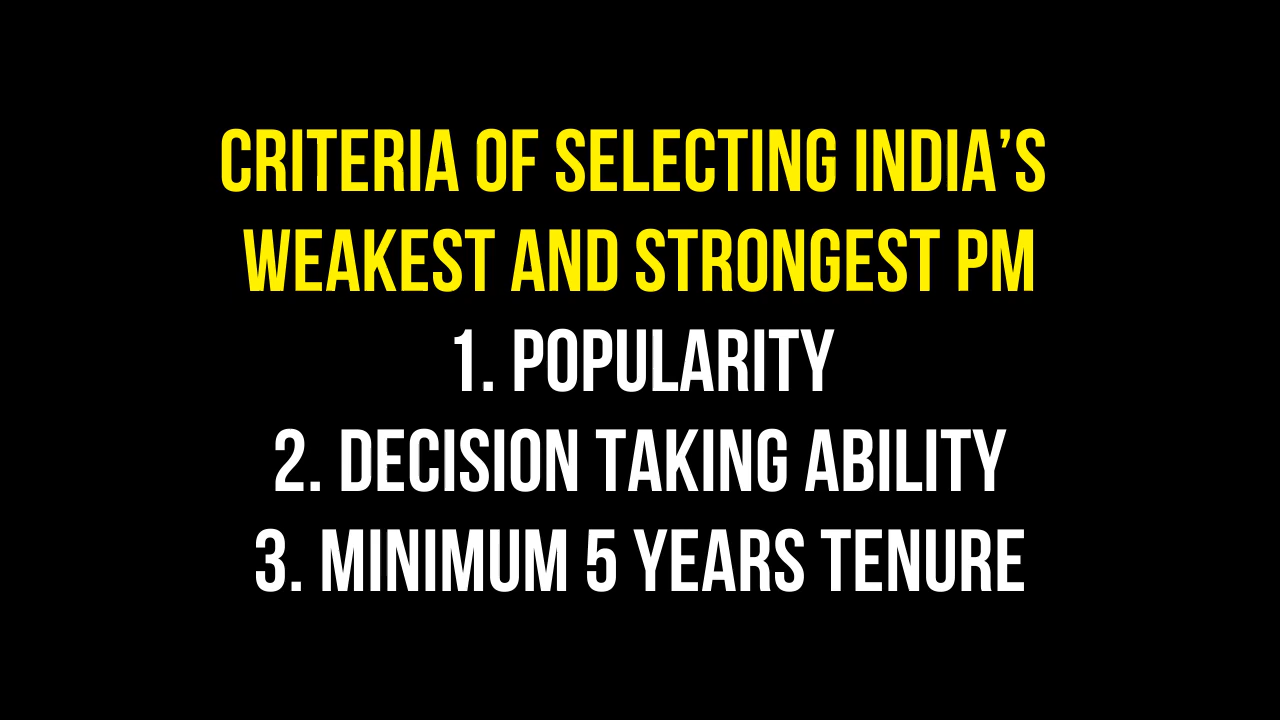 CRITERIA OF SELECTING INDIA’S
WEAKEST AND STRONGEST PM
1. POPULARITY
2. DECISION TAKING ABILITY
3. MINIMUM 5 YEARS TENURE